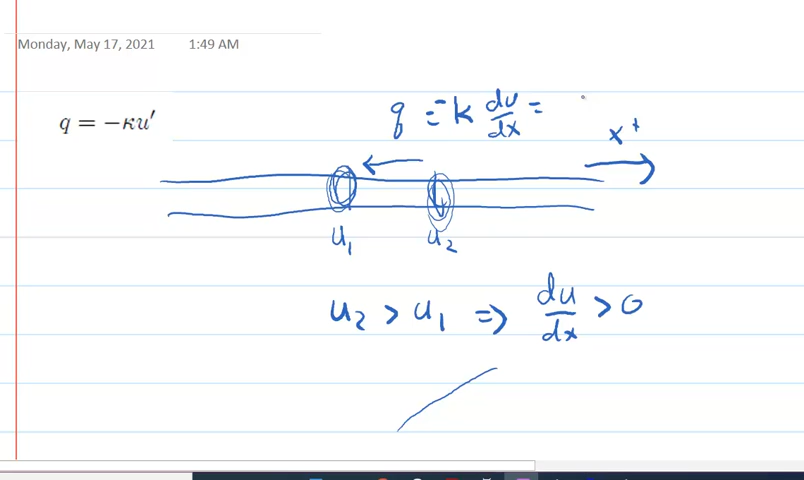 Monday, May 17, 2021 1:49 AM
q = -k du/dx =
q = −κu′
x⁺
u₁ u₂
u₂ > u₁ ⇒ du/dx > 0